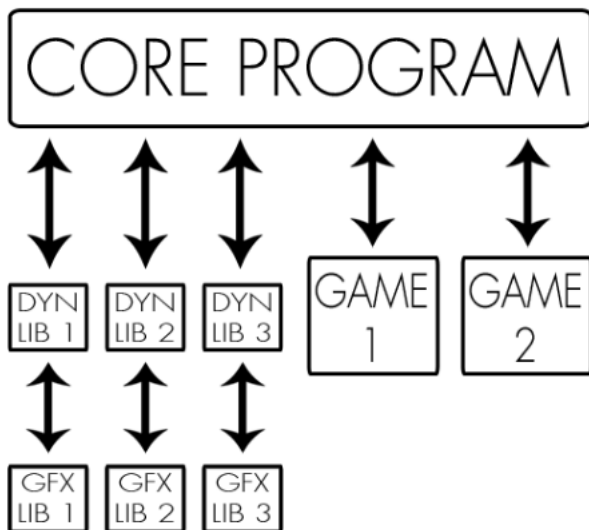 CORE PROGRAM
DYN
LIB 1
DYN
LIB 2
DYN
LIB 3
GAME
1
GAME
2
GFX
LIB 1
GFX
LIB 2
GFX
LIB 3